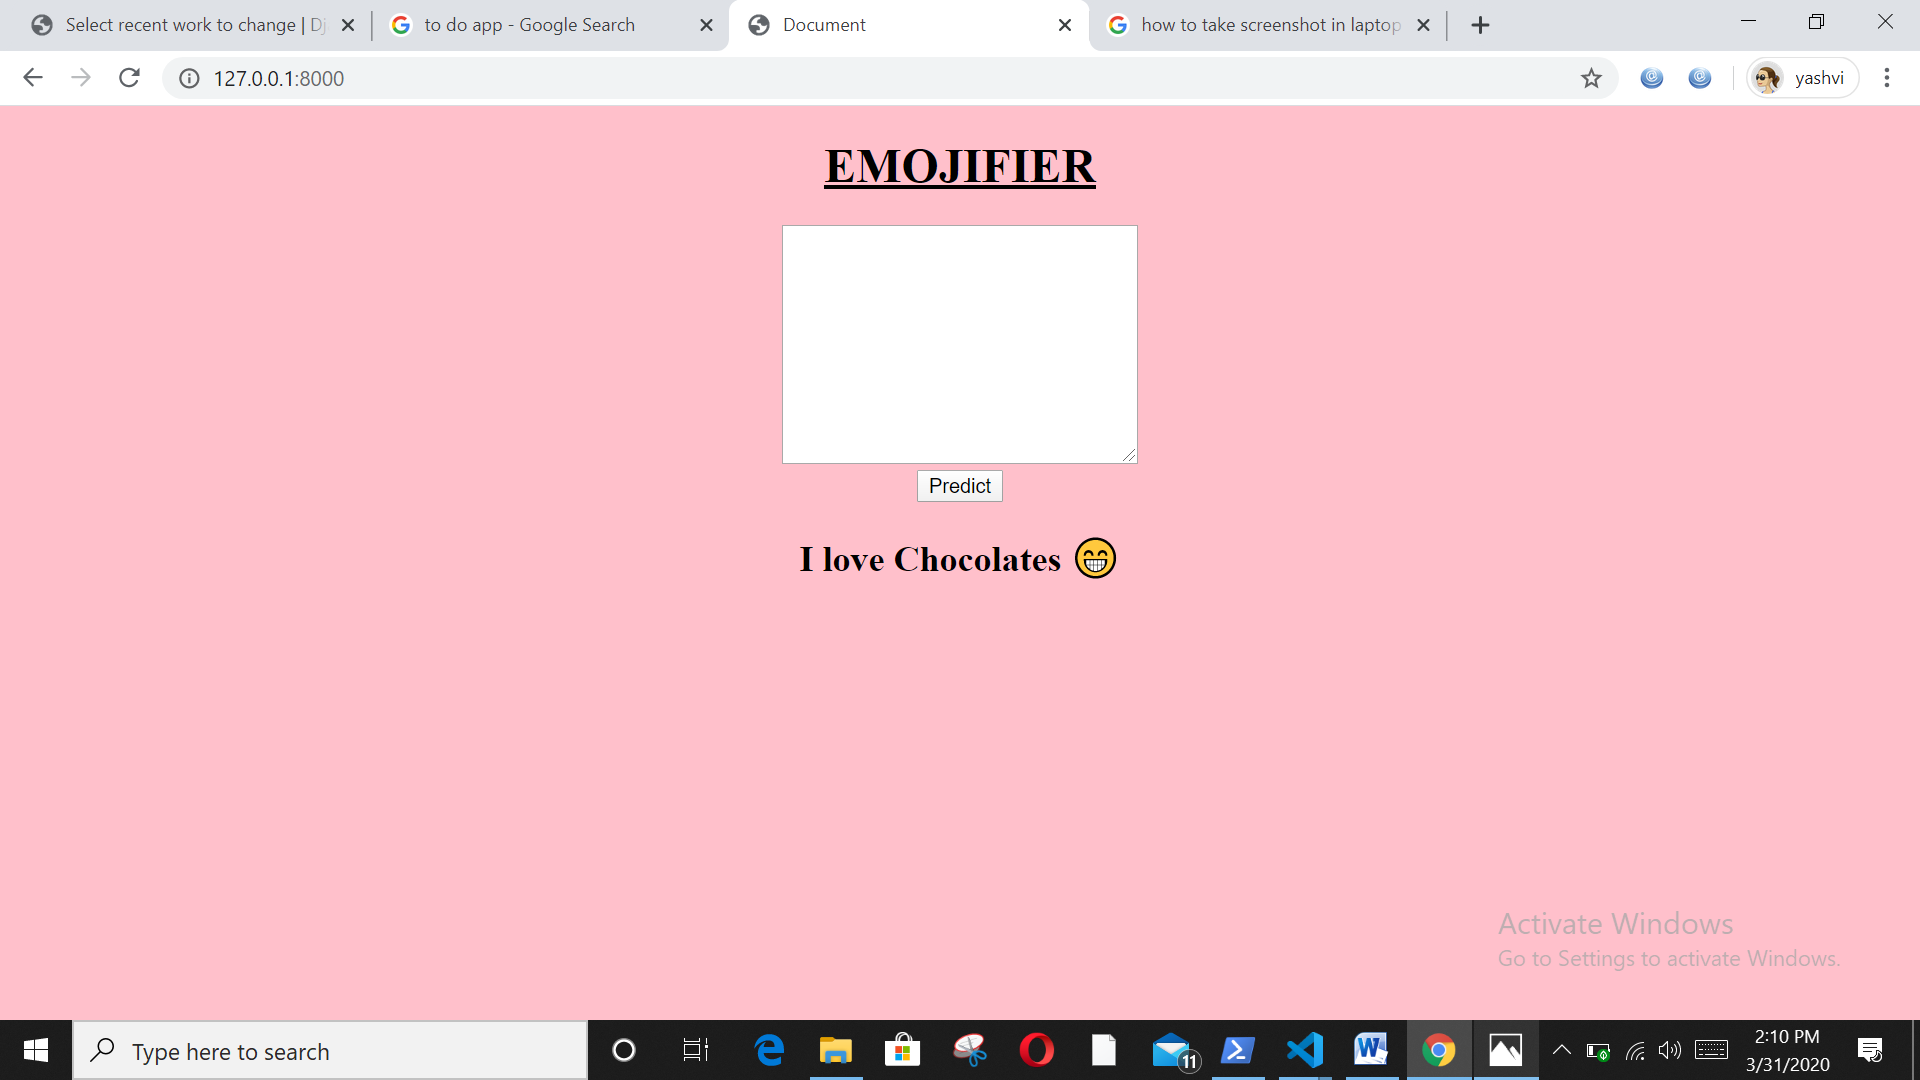 Select recent work to change | Dj
to do app - Google Search
Document
how to take screenshot in laptop
127.0.0.1:8000
yashvi
EMOJIFIER
Predict
I love Chocolates 😁
Activate Windows
Go to Settings to activate Windows.
Type here to search
11
2:10 PM
3/31/2020